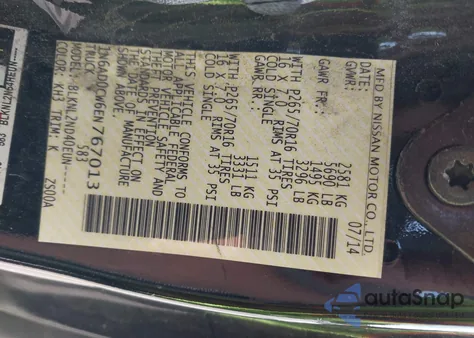 MFD BY NISSAN MOTOR CO., LTD.
DATE: 07/14
GVWR: 2581 KG
5690 LB
GAWR FR: 1495 KG
3296 LB
WITH P265/70R16 TIRES
16 X 7.0 RIMS AT 35 PSI
COLD SINGLE
GAWR RR: 1511 KG
3331 LB
WITH P265/70R16 TIRES
16 X 7.0 RIMS AT 35 PSI
COLD SINGLE
THIS VEHICLE CONFORMS TO
ALL APPLICABLE FEDERAL
MOTOR VEHICLE SAFETY AND
THEFT PREVENTION
STANDARDS IN EFFECT ON
THE DATE OF MANUFACTURE
SHOWN ABOVE.
1N6AD0CW6EN767013
TRUCK 583
MODEL: BLKNLZWD40EUM----
COLOR: KH3 TRIM: K
ZS00A
autoSnap